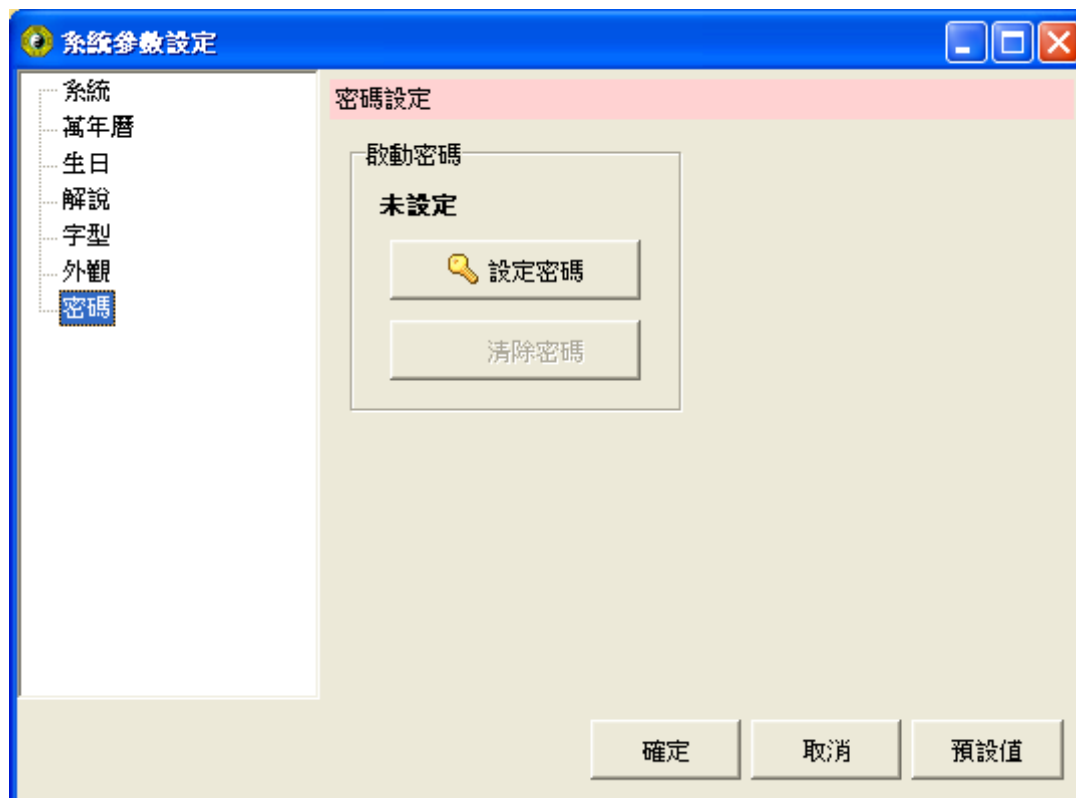 系統參數設定
系統
萬年曆
生日
解說
字型
外觀
密碼
密碼設定
啟動密碼
未設定
設定密碼
清除密碼
確定
取消
預設值